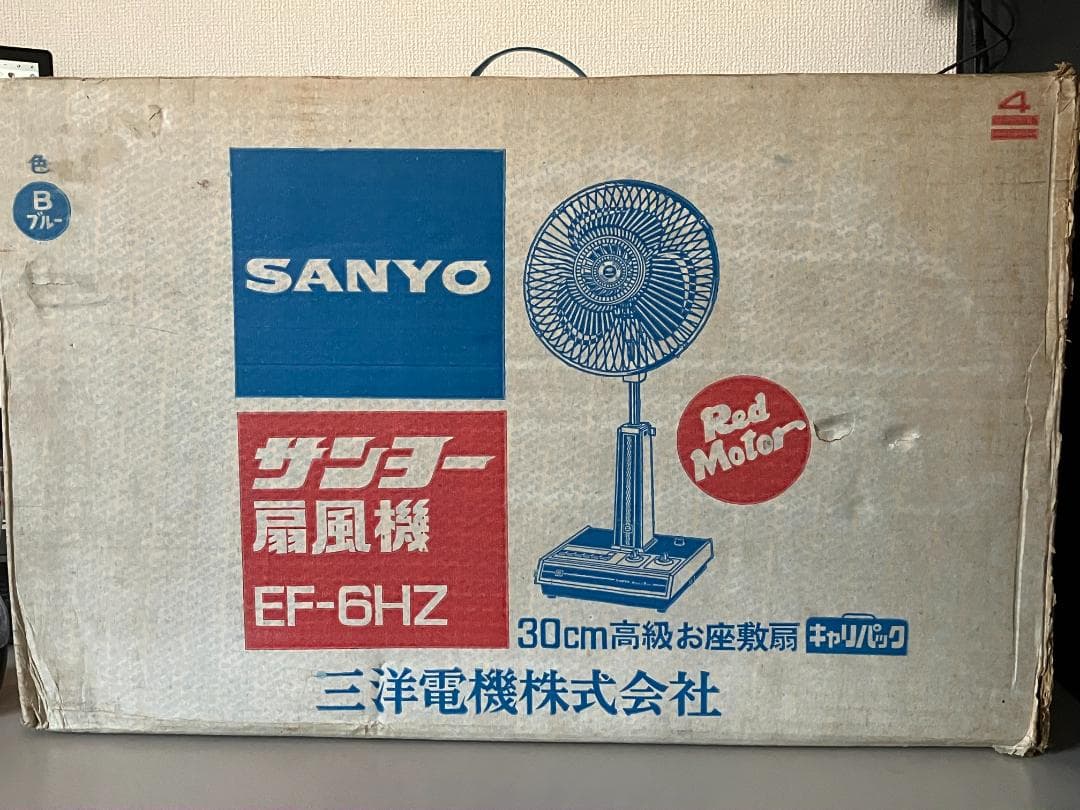 4
色
B
ブルー
SANYO
Red
Motor
サンヨー
扇風機
EF-6HZ
30cm高級お座敷扇 キャリパック
三洋電機株式会社